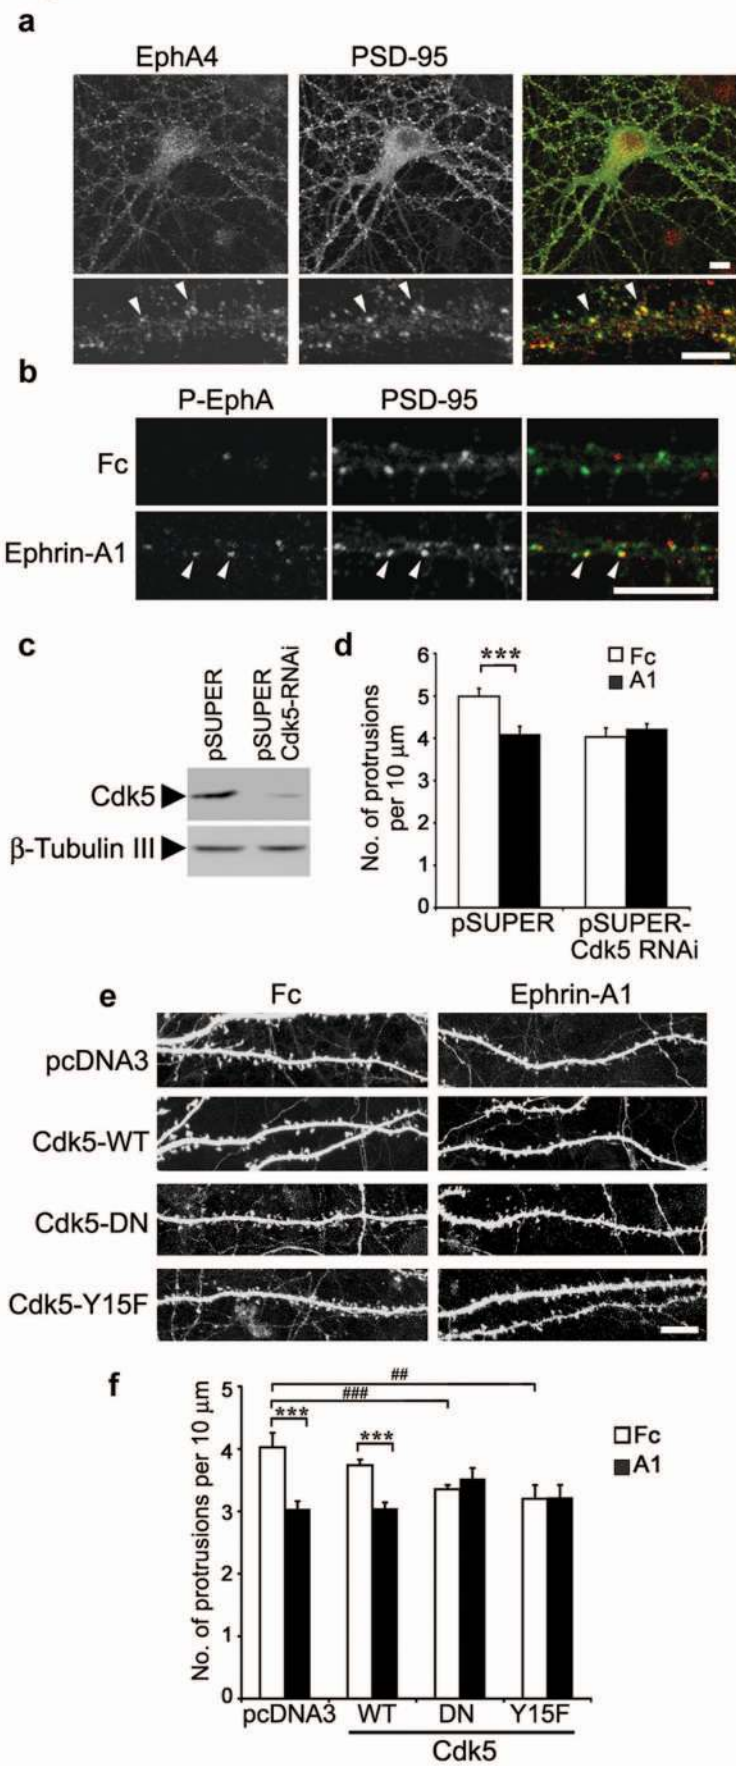 a
EphA4 PSD-95
b
P-EphA PSD-95
Fc
Ephrin-A1
c
pSUPER
pSUPER
Cdk5-RNAi
Cdk5
β-Tubulin III
d
No. of protrusions
per 10 μm
6
5
4
3
2
1
0
***
Fc
A1
pSUPER pSUPER-
Cdk5 RNAi
e
Fc Ephrin-A1
pcDNA3
Cdk5-WT
Cdk5-DN
Cdk5-Y15F
f
No. of protrusions per 10 μm
5
4
3
2
1
0
##
###
*** ***
Fc
A1
pcDNA3 WT DN Y15F
Cdk5